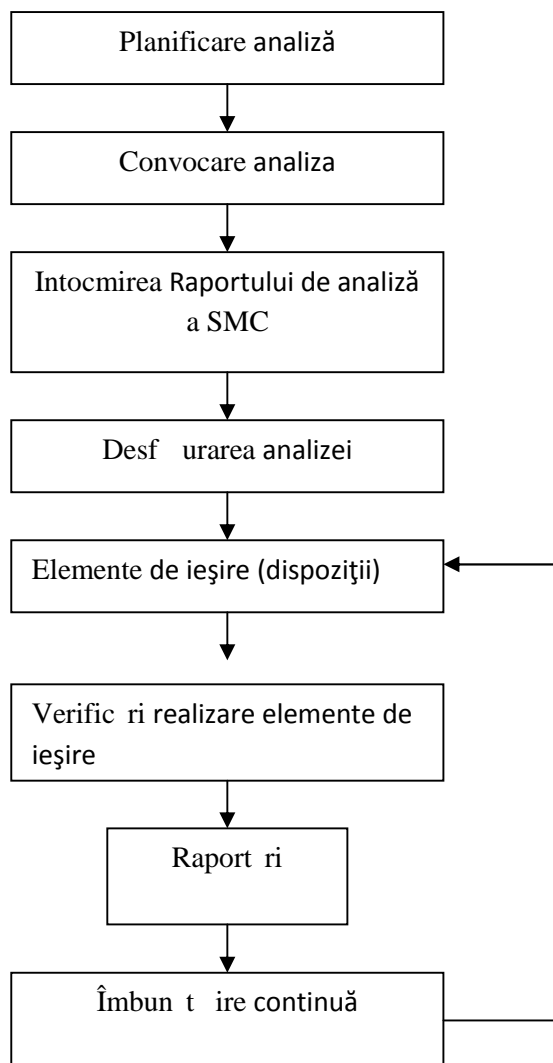 Planificare analiză
Convocare analiza
Intocmirea Raportului de analiză
a SMC
Desf urarea analizei
Elemente de ieşire (dispoziţii)
Verific ri realizare elemente de
ieşire
Raport ri
Îmbun t ire continuă